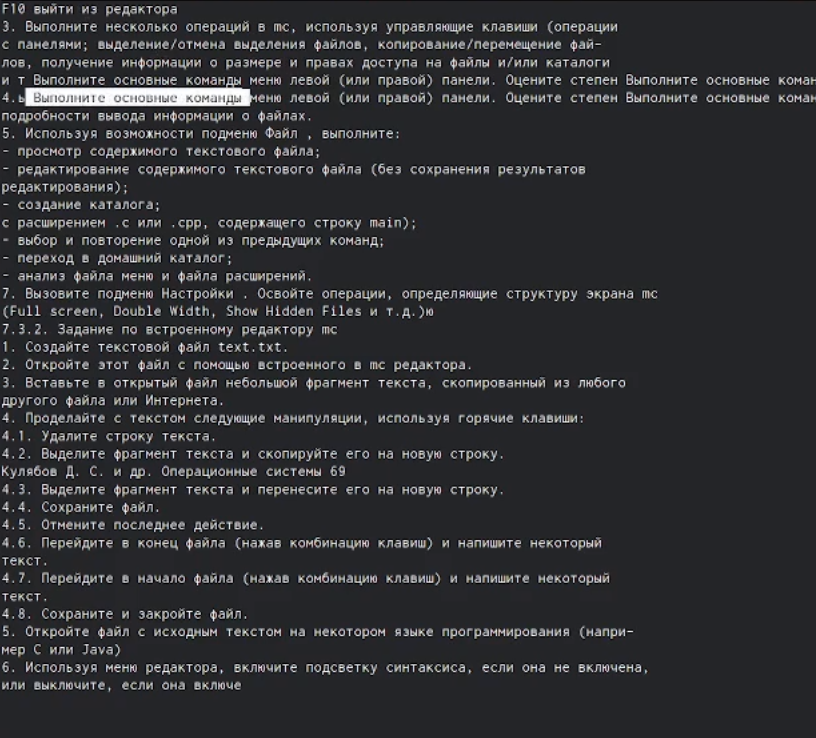 F10 выйти из редактора
3. Выполните несколько операций в mc, используя управляющие клавиши (операции
с панелями; выделение/отмена выделения файлов, копирование/перемещение фай-
лов, получение информации о размере и правах доступа на файлы и/или каталоги
и т Выполните основные команды меню левой (или правой) панели. Оцените степен Выполните основные коман
4.ы Выполните основные команды меню левой (или правой) панели. Оцените степен Выполните основные коман
подробности вывода информации о файлах.
5. Используя возможности подменю Файл , выполните:
- просмотр содержимого текстового файла;
- редактирование содержимого текстового файла (без сохранения результатов
редактирования);
- создание каталога;
с расширением .c или .cpp, содержащего строку main);
- выбор и повторение одной из предыдущих команд;
- переход в домашний каталог;
- анализ файла меню и файла расширений.
7. Вызовите подменю Настройки . Освойте операции, определяющие структуру экрана mc
(Full screen, Double Width, Show Hidden Files и т.д.)ю
7.3.2. Задание по встроенному редактору mc
1. Создайте текстовой файл text.txt.
2. Откройте этот файл с помощью встроенного в mc редактора.
3. Вставьте в открытый файл небольшой фрагмент текста, скопированный из любого
другого файла или Интернета.
4. Проделайте с текстом следующие манипуляции, используя горячие клавиши:
4.1. Удалите строку текста.
4.2. Выделите фрагмент текста и скопируйте его на новую строку.
Кулябов Д. С. и др. Операционные системы 69
4.3. Выделите фрагмент текста и перенесите его на новую строку.
4.4. Сохраните файл.
4.5. Отмените последнее действие.
4.6. Перейдите в конец файла (нажав комбинацию клавиш) и напишите некоторый
текст.
4.7. Перейдите в начало файла (нажав комбинацию клавиш) и напишите некоторый
текст.
4.8. Сохраните и закройте файл.
5. Откройте файл с исходным текстом на некотором языке программирования (напри-
мер C или Java)
6. Используя меню редактора, включите подсветку синтаксиса, если она не включена,
или выключите, если она включе